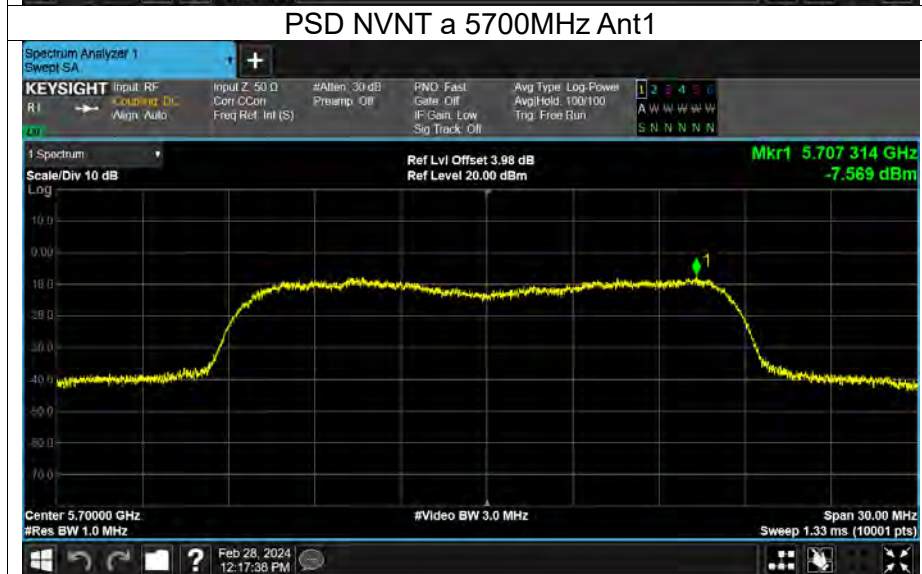 PSD NVNT a 5700MHz Ant1
Spectrum Analyzer 1
Swept SA
+
KEYSIGHT
Input: RF
Coupling: DC
Align: Auto
Input Z: 50 Ω
Corr CCorr
Freq Ref: Int (S)
#Atten: 30 dB
Preamp: Off
PNO: Fast
Gate: Off
IF Gain: Low
Sig Track: Off
Avg Type: Log-Power
Avg|Hold: 100/100
Trig: Free Run
1 2 3 4 5 6
A W W W W W
S N N N N N
1 Spectrum
Scale/Div 10 dB
Log
Ref Lvl Offset 3.98 dB
Ref Level 20.00 dBm
Mkr1 5.707 314 GHz
-7.569 dBm
10.0
0.00
-10.0
-20.0
-30.0
-40.0
-50.0
-60.0
-70.0
1
Center 5.70000 GHz
#Res BW 1.0 MHz
#Video BW 3.0 MHz
Span 30.00 MHz
Sweep 1.33 ms (10001 pts)
?
Feb 28, 2024
12:17:38 PM